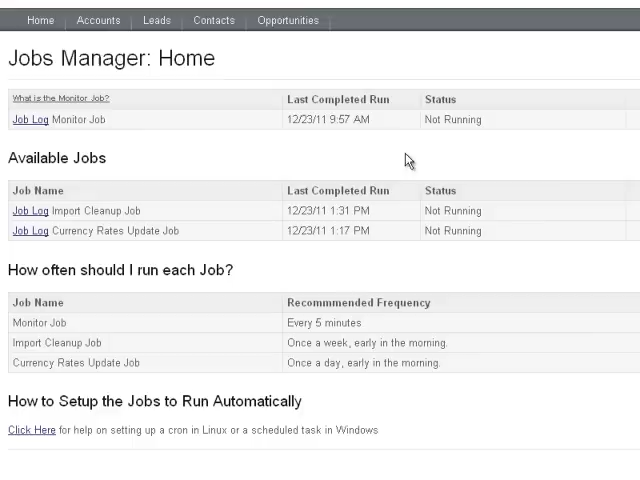 Home Accounts Leads Contacts Opportunities
Jobs Manager: Home
What is the Monitor Job? Last Completed Run Status
Job Log Monitor Job 12/23/11 9:57 AM Not Running
Available Jobs
Job Name Last Completed Run Status
Job Log Import Cleanup Job 12/23/11 1:31 PM Not Running
Job Log Currency Rates Update Job 12/23/11 1:17 PM Not Running
How often should I run each Job?
Job Name Recommmended Frequency
Monitor Job Every 5 minutes
Import Cleanup Job Once a week, early in the morning.
Currency Rates Update Job Once a day, early in the morning.
How to Setup the Jobs to Run Automatically
Click Here for help on setting up a cron in Linux or a scheduled task in Windows